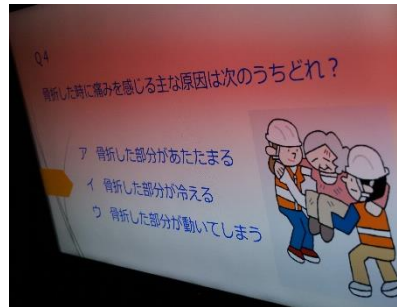 Q4
骨折した時に痛みを感じる主な原因は次のうちどれ？
ア 骨折した部分があたたまる
イ 骨折した部分が冷える
ウ 骨折した部分が動いてしまう